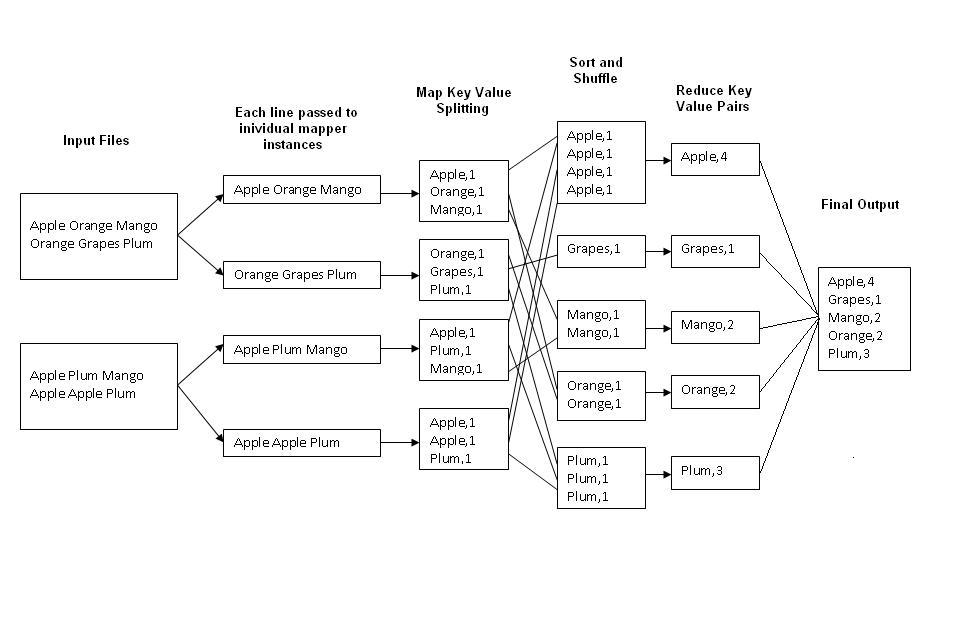 Input Files
Apple Orange Mango
Orange Grapes Plum
Apple Plum Mango
Apple Apple Plum
Each line passed to
inividual mapper
instances
Apple Orange Mango
Orange Grapes Plum
Apple Plum Mango
Apple Apple Plum
Map Key Value
Splitting
Apple,1
Orange,1
Mango,1
Orange,1
Grapes,1
Plum,1
Apple,1
Plum,1
Mango,1
Apple,1
Apple,1
Plum,1
Sort and
Shuffle
Apple,1
Apple,1
Apple,1
Apple,1
Grapes,1
Mango,1
Mango,1
Orange,1
Orange,1
Plum,1
Plum,1
Plum,1
Reduce Key
Value Pairs
Apple,4
Grapes,1
Mango,2
Orange,2
Plum,3
Final Output
Apple,4
Grapes,1
Mango,2
Orange,2
Plum,3